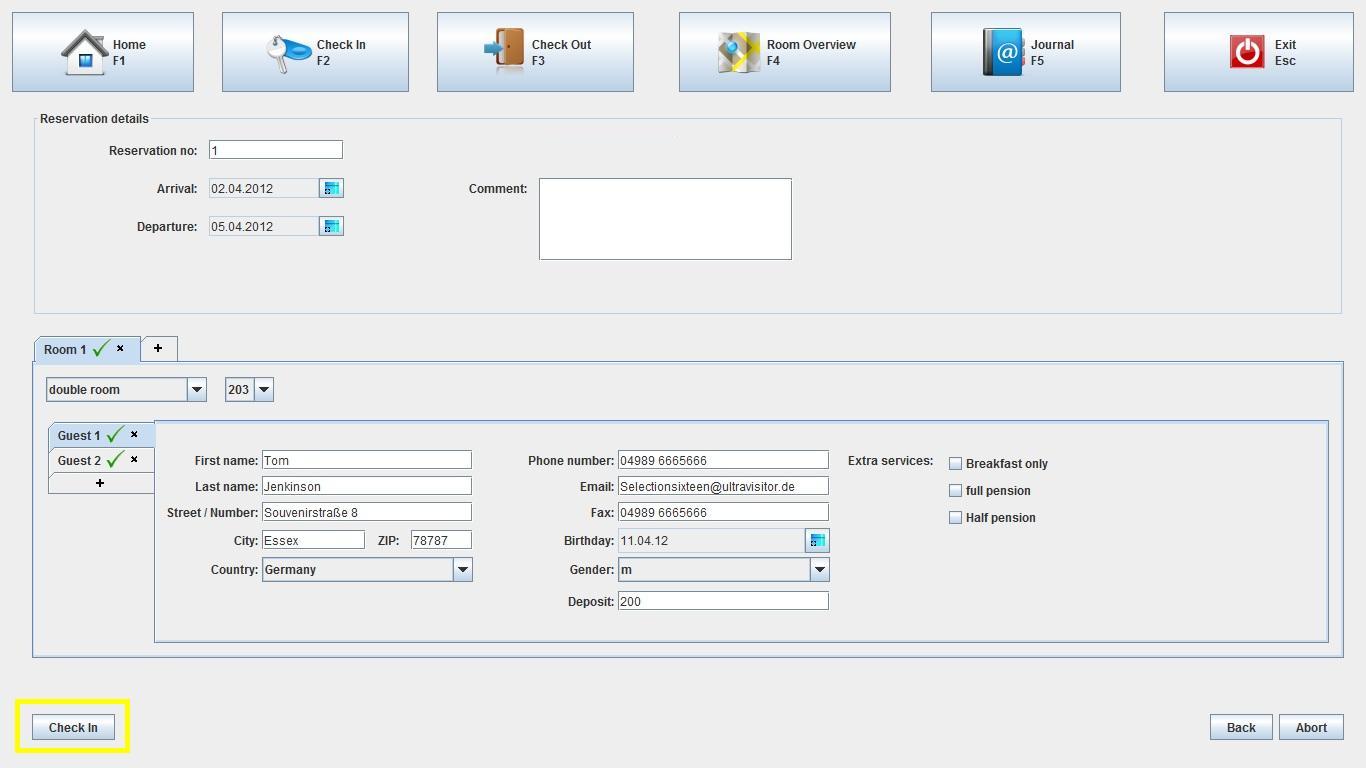 Home
F1
Check In
F2
Check Out
F3
Room Overview
F4
@
Journal
F5
Exit
Esc
Reservation details
Reservation no: 1
Arrival: 02.04.2012
Comment:
Departure: 05.04.2012
Room 1
+
double room
203
Guest 1
Guest 2
+
First name: Tom
Last name: Jenkinson
Street / Number: Souvenirstraße 8
City: Essex ZIP: 78787
Country: Germany
Phone number: 04989 6665666
Email: Selectionsixteen@ultravisitor.de
Fax: 04989 6665666
Birthday: 11.04.12
Gender: m
Deposit: 200
Extra services:
Breakfast only
full pension
Half pension
Check In
Back
Abort